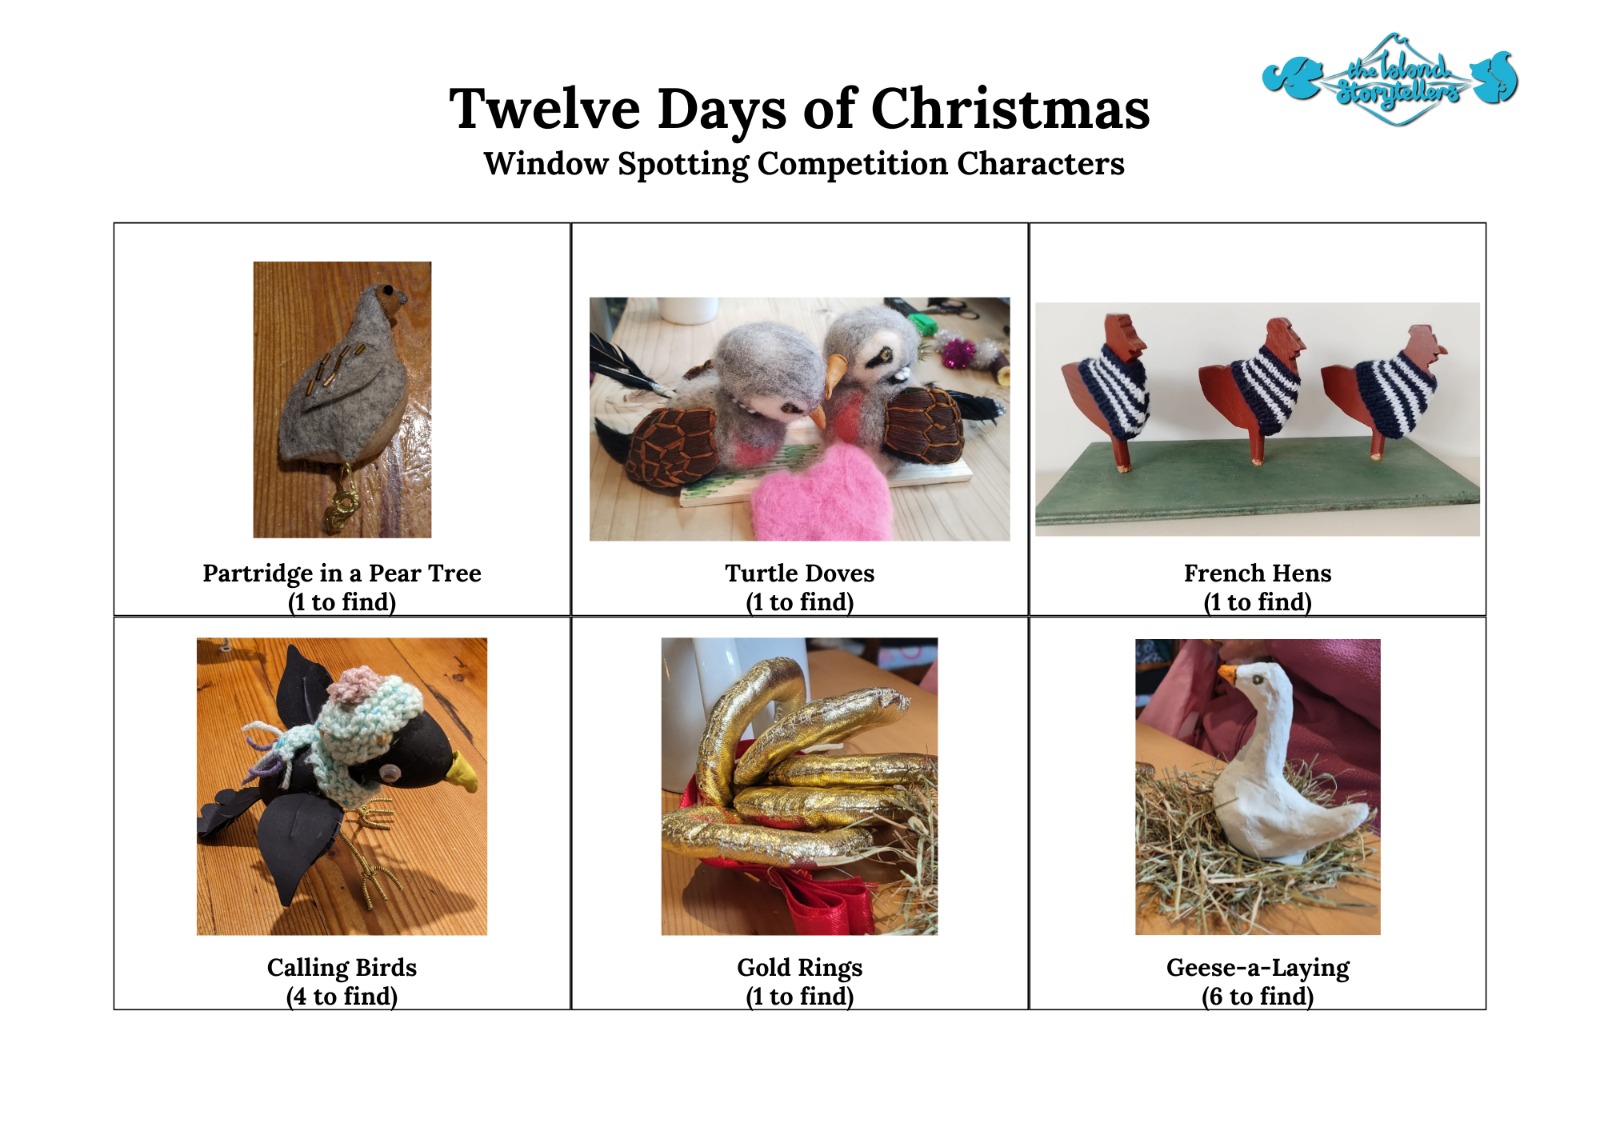 the Island
Storytellers
Twelve Days of Christmas
Window Spotting Competition Characters
Partridge in a Pear Tree
(1 to find)
Turtle Doves
(1 to find)
French Hens
(1 to find)
Calling Birds
(4 to find)
Gold Rings
(1 to find)
Geese-a-Laying
(6 to find)